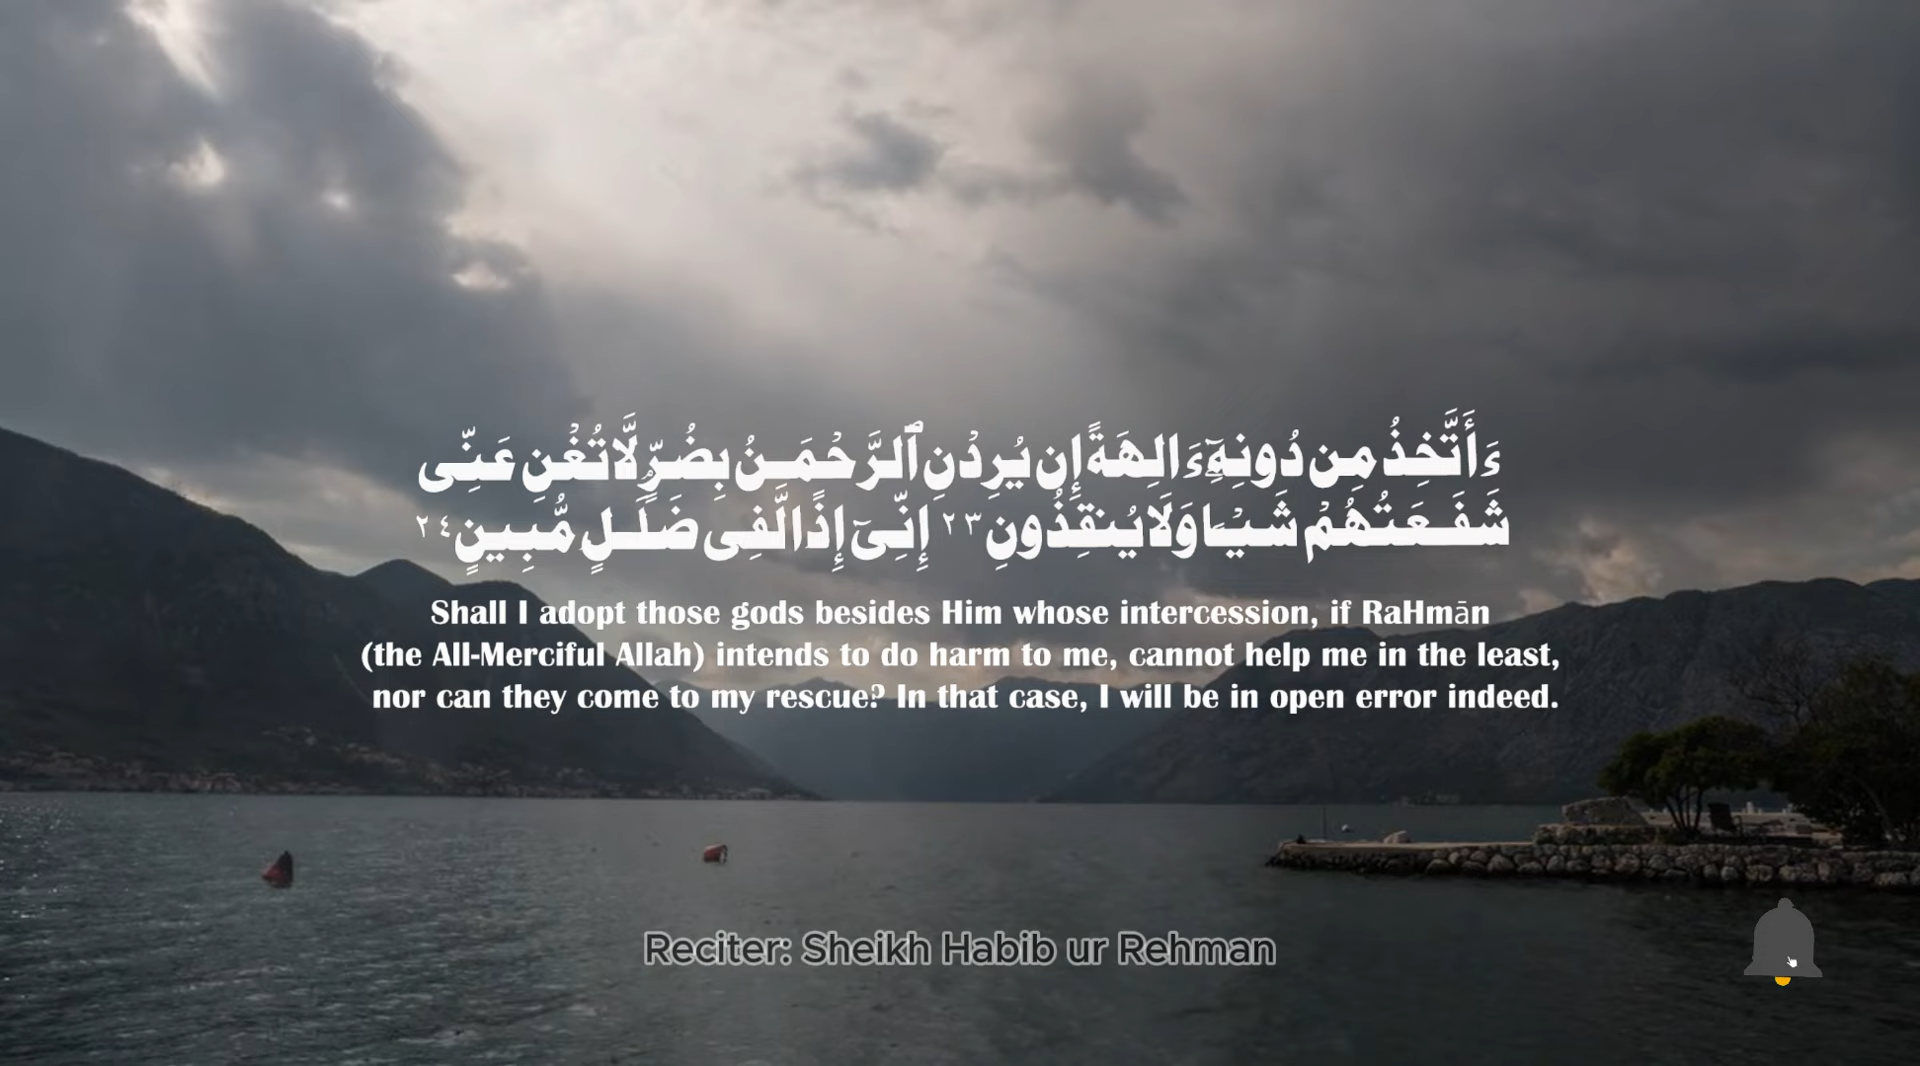 ءَأَتَّخِذُ مِن دُونِهِۦٓ ءَالِهَةً إِن يُرِدْنِ ٱلرَّحْمَـٰنُ بِضُرٍّ لَّا تُغْنِ عَنِّى
شَفَـٰعَتُهُمْ شَيْـًٔا وَلَا يُنقِذُونِ ٢٣ إِنِّىٓ إِذًا لَّفِى ضَلَـٰلٍ مُّبِينٍ ٢٤
Shall I adopt those gods besides Him whose intercession, if RaHmān
(the All-Merciful Allah) intends to do harm to me, cannot help me in the least,
nor can they come to my rescue? In that case, I will be in open error indeed.
Reciter: Sheikh Habib ur Rehman